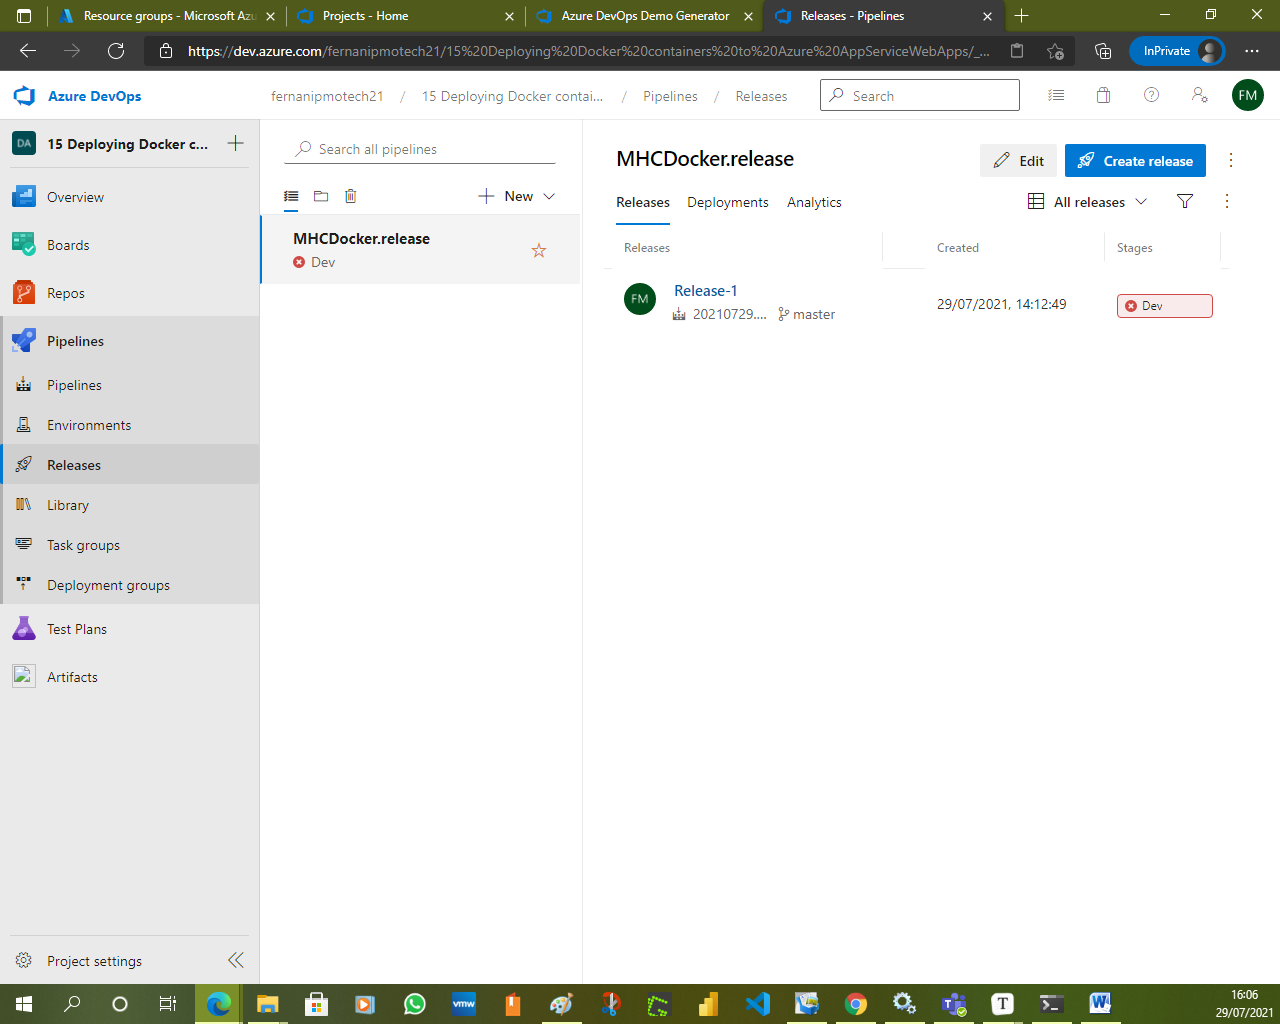 Resource groups - Microsoft Azu
Projects - Home
Azure DevOps Demo Generator
Releases - Pipelines
https://dev.azure.com/fernanipmotech21/15%20Deploying%20Docker%20containers%20to%20Azure%20AppServiceWebApps/_...
InPrivate
Azure DevOps
fernanipmotech21 / 15 Deploying Docker contai... / Pipelines / Releases
Search
FM
DA
15 Deploying Docker c...
Overview
Boards
Repos
Pipelines
Pipelines
Environments
Releases
Library
Task groups
Deployment groups
Test Plans
Artifacts
Project settings
Search all pipelines
New
MHCDocker.release
Dev
MHCDocker.release
Edit
Create release
Releases
Deployments
Analytics
All releases
Releases
Created
Stages
FM
Release-1
20210729....
master
29/07/2021, 14:12:49
Dev
vmw
T
16:06
29/07/2021